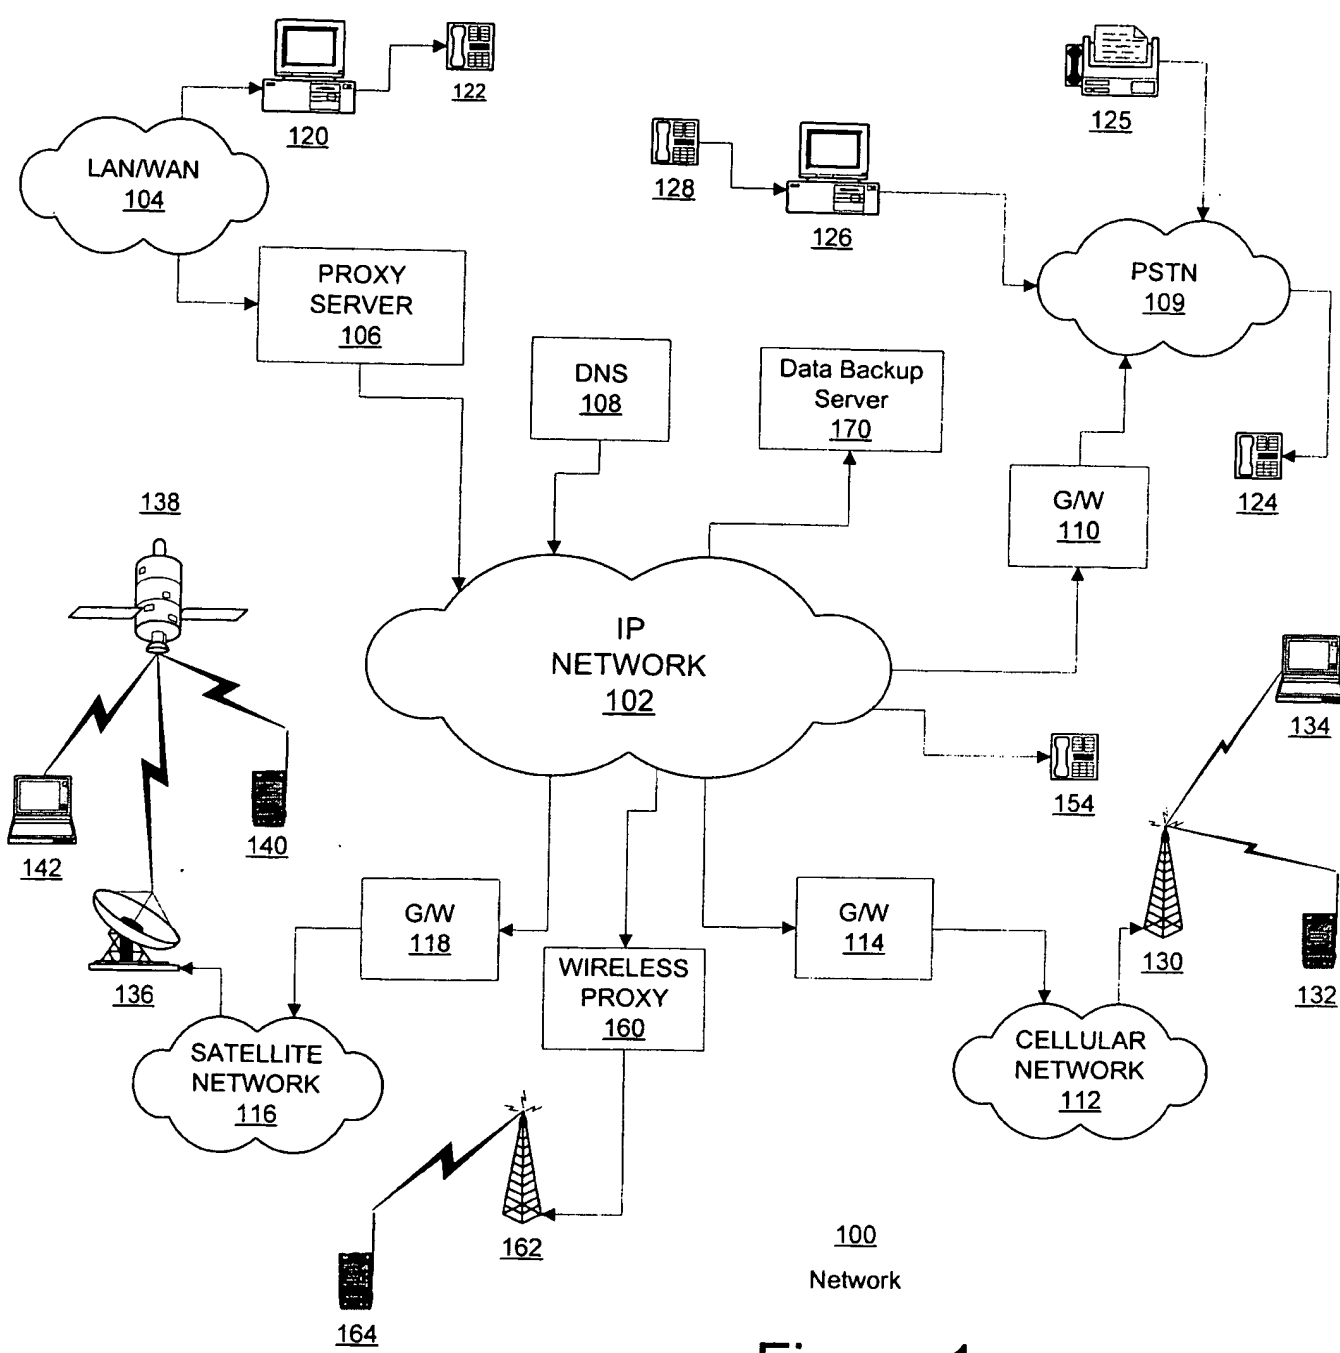 122
120
125
LAN/WAN
104
128
126
PROXY
SERVER
106
PSTN
109
DNS
108
Data Backup
Server
170
124
G/W
110
138
IP
NETWORK
102
134
154
142
140
G/W
118
G/W
114
WIRELESS
PROXY
160
130
132
136
SATELLITE
NETWORK
116
CELLULAR
NETWORK
112
162
164
100
Network
Figure 1